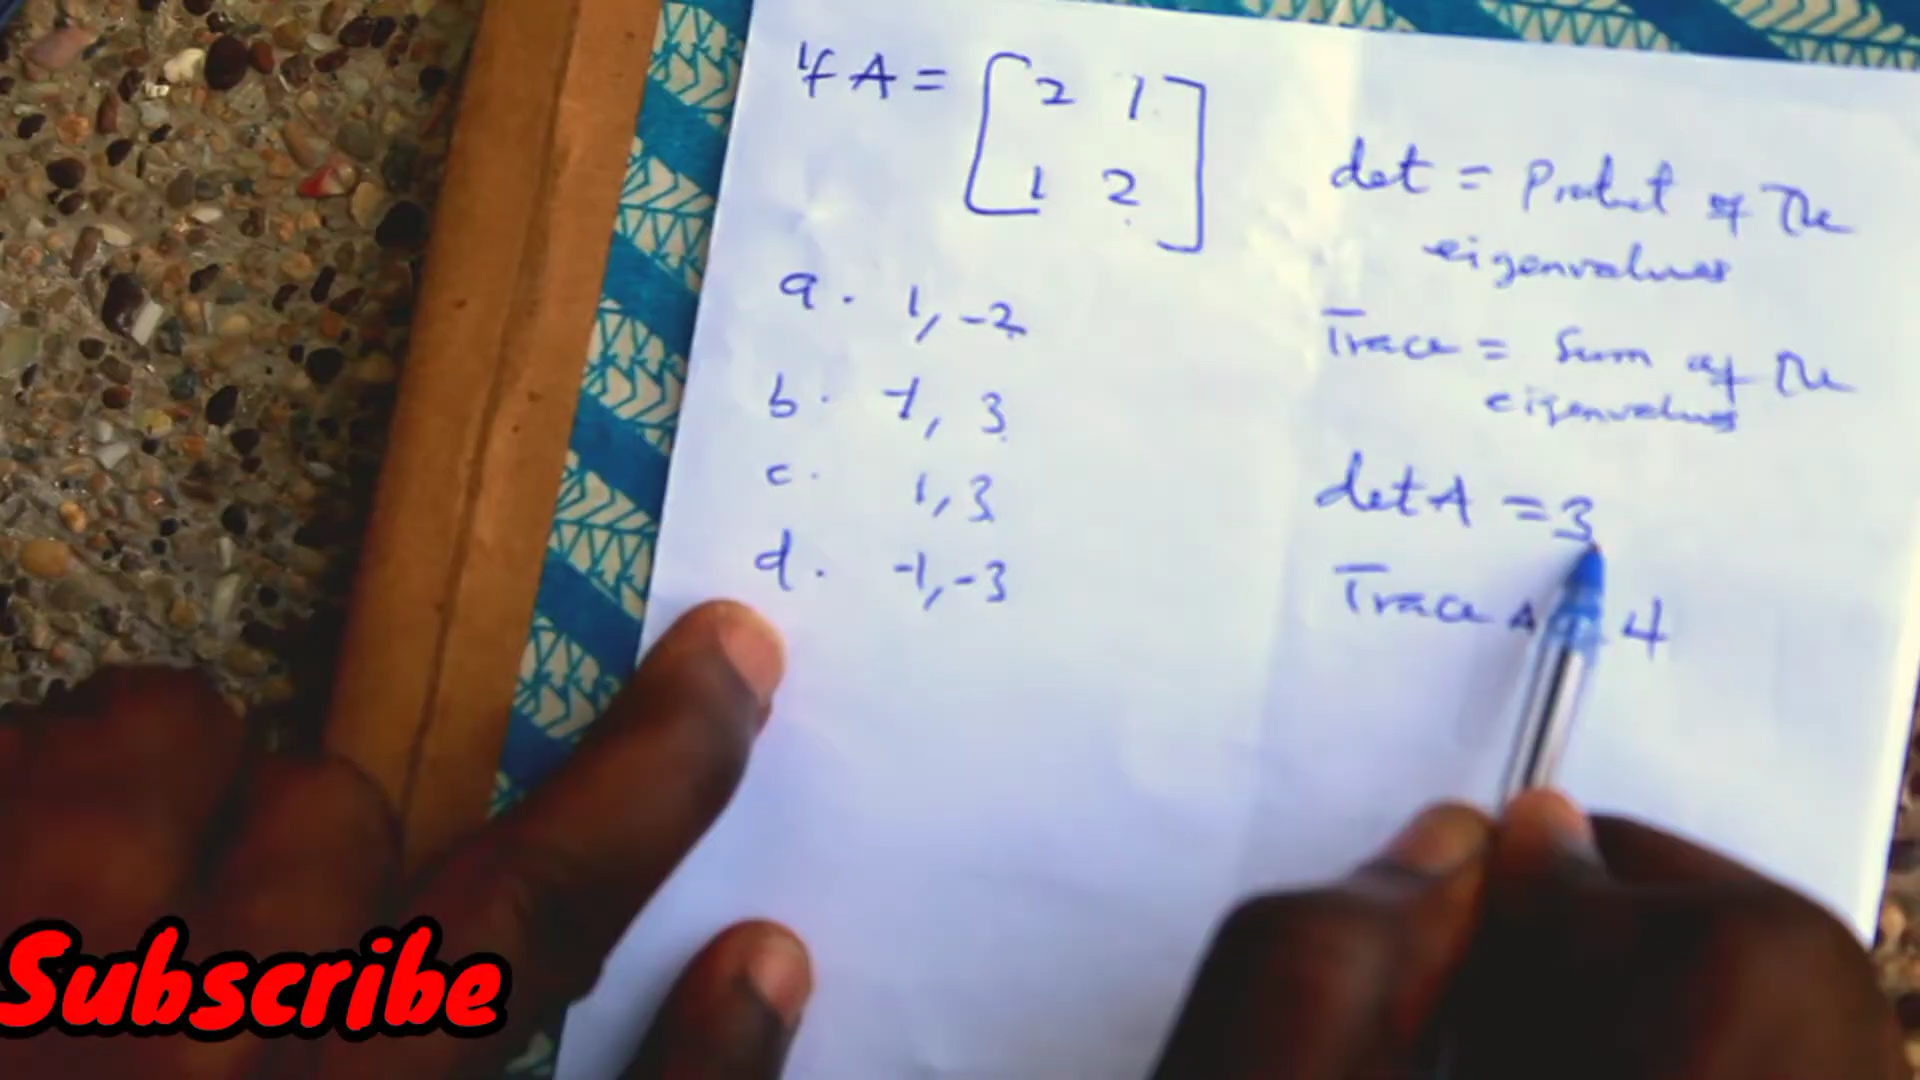 If A = [ 2 1
1 2 ]
a. 1, -2
b. -1, 3
c. 1, 3
d. -1, -3
det = Product of the
eigenvalues
Trace = Sum of the
eigenvalues
det A = 3
Trace A = 4
Subscribe